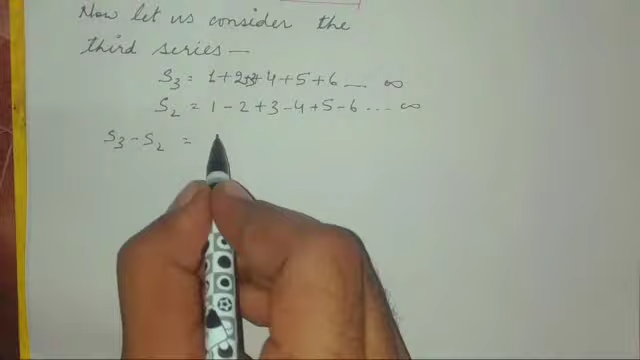 Now let us consider the
third series —
S3 = 1+2+3+4+5+6 __ ∞
S2 = 1-2+3-4+5-6 ... ∞
S3 - S2 =